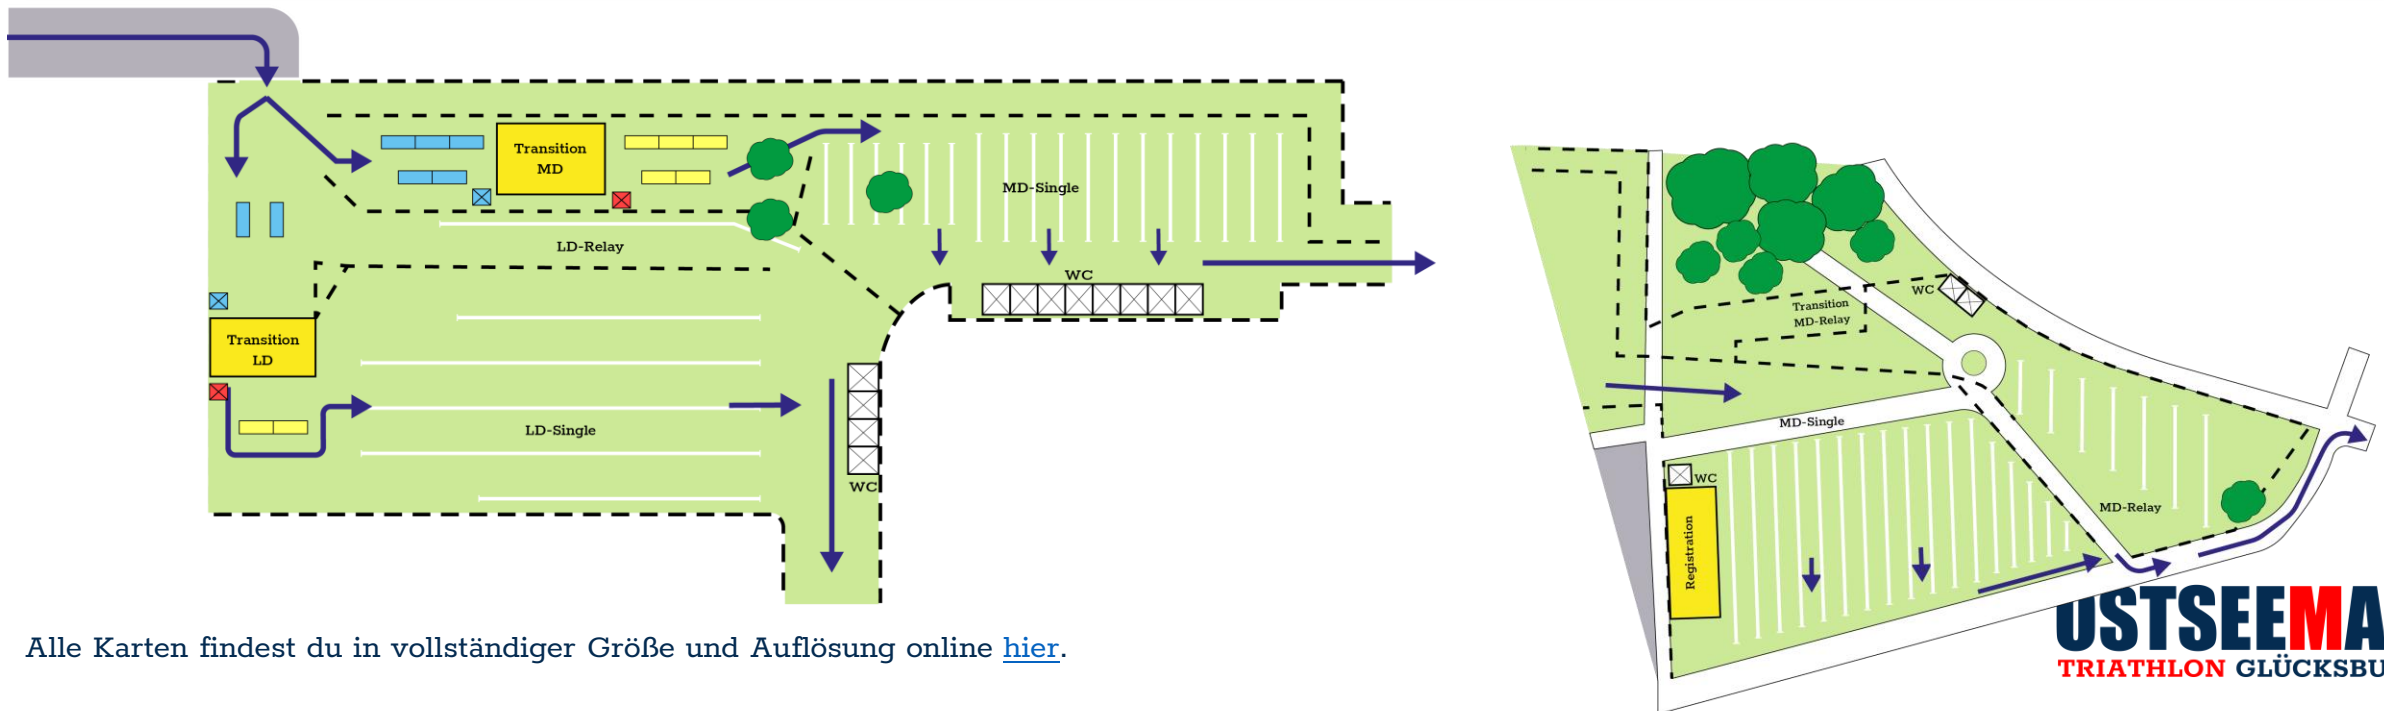 Transition
MD
MD-Single
LD-Relay
WC
Transition
LD
LD-Single
WC
Transition
MD-Relay
WC
MD-Single
WC
Registration
MD-Relay
Alle Karten findest du in vollständiger Größe und Auflösung online hier.
OSTSEEMA
TRIATHLON GLÜCKSBU